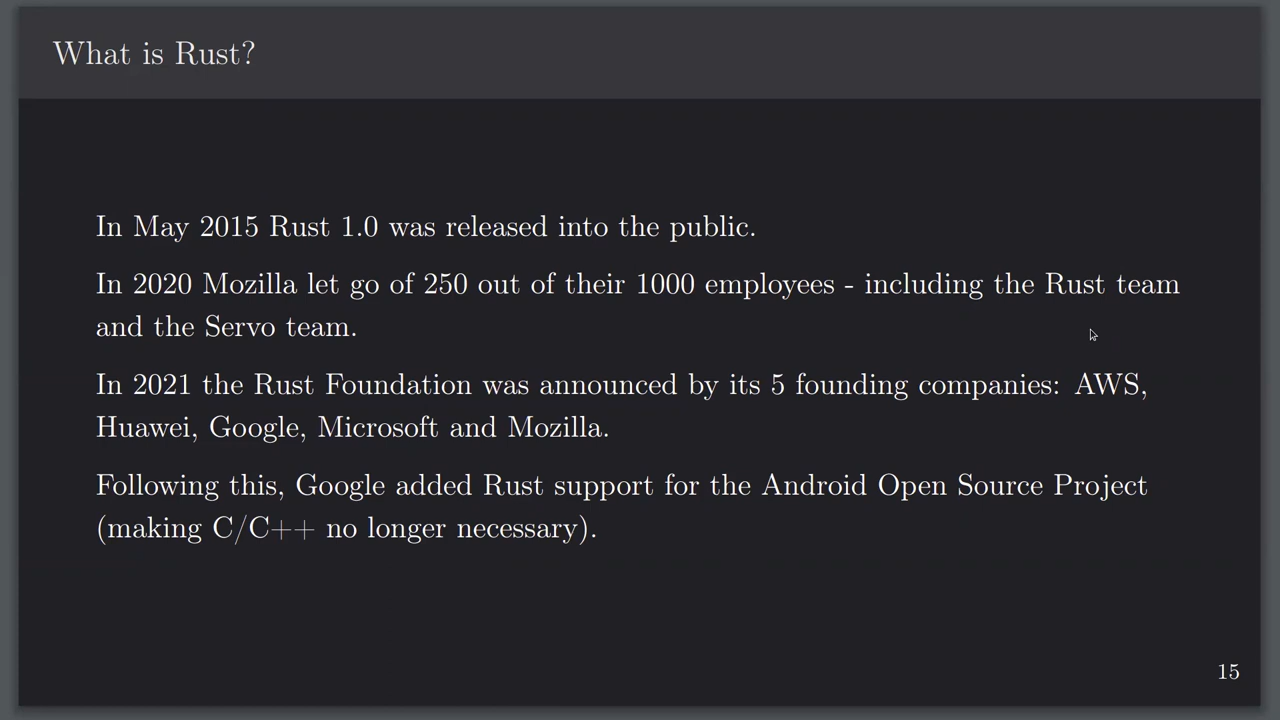 What is Rust?
In May 2015 Rust 1.0 was released into the public.
In 2020 Mozilla let go of 250 out of their 1000 employees - including the Rust team
and the Servo team.
In 2021 the Rust Foundation was announced by its 5 founding companies: AWS,
Huawei, Google, Microsoft and Mozilla.
Following this, Google added Rust support for the Android Open Source Project
(making C/C++ no longer necessary).
15